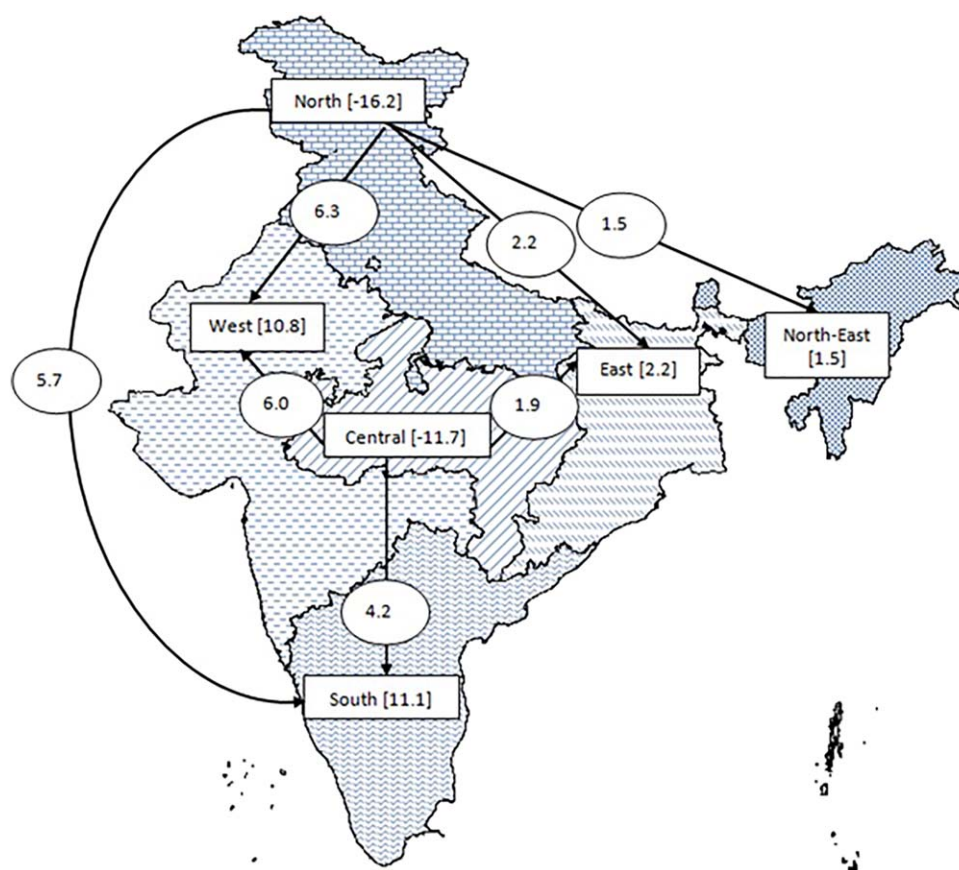 North [-16.2]
6.3
1.5
2.2
West [10.8]
North-East
[1.5]
5.7
East [2.2]
6.0
1.9
Central [-11.7]
4.2
South [11.1]